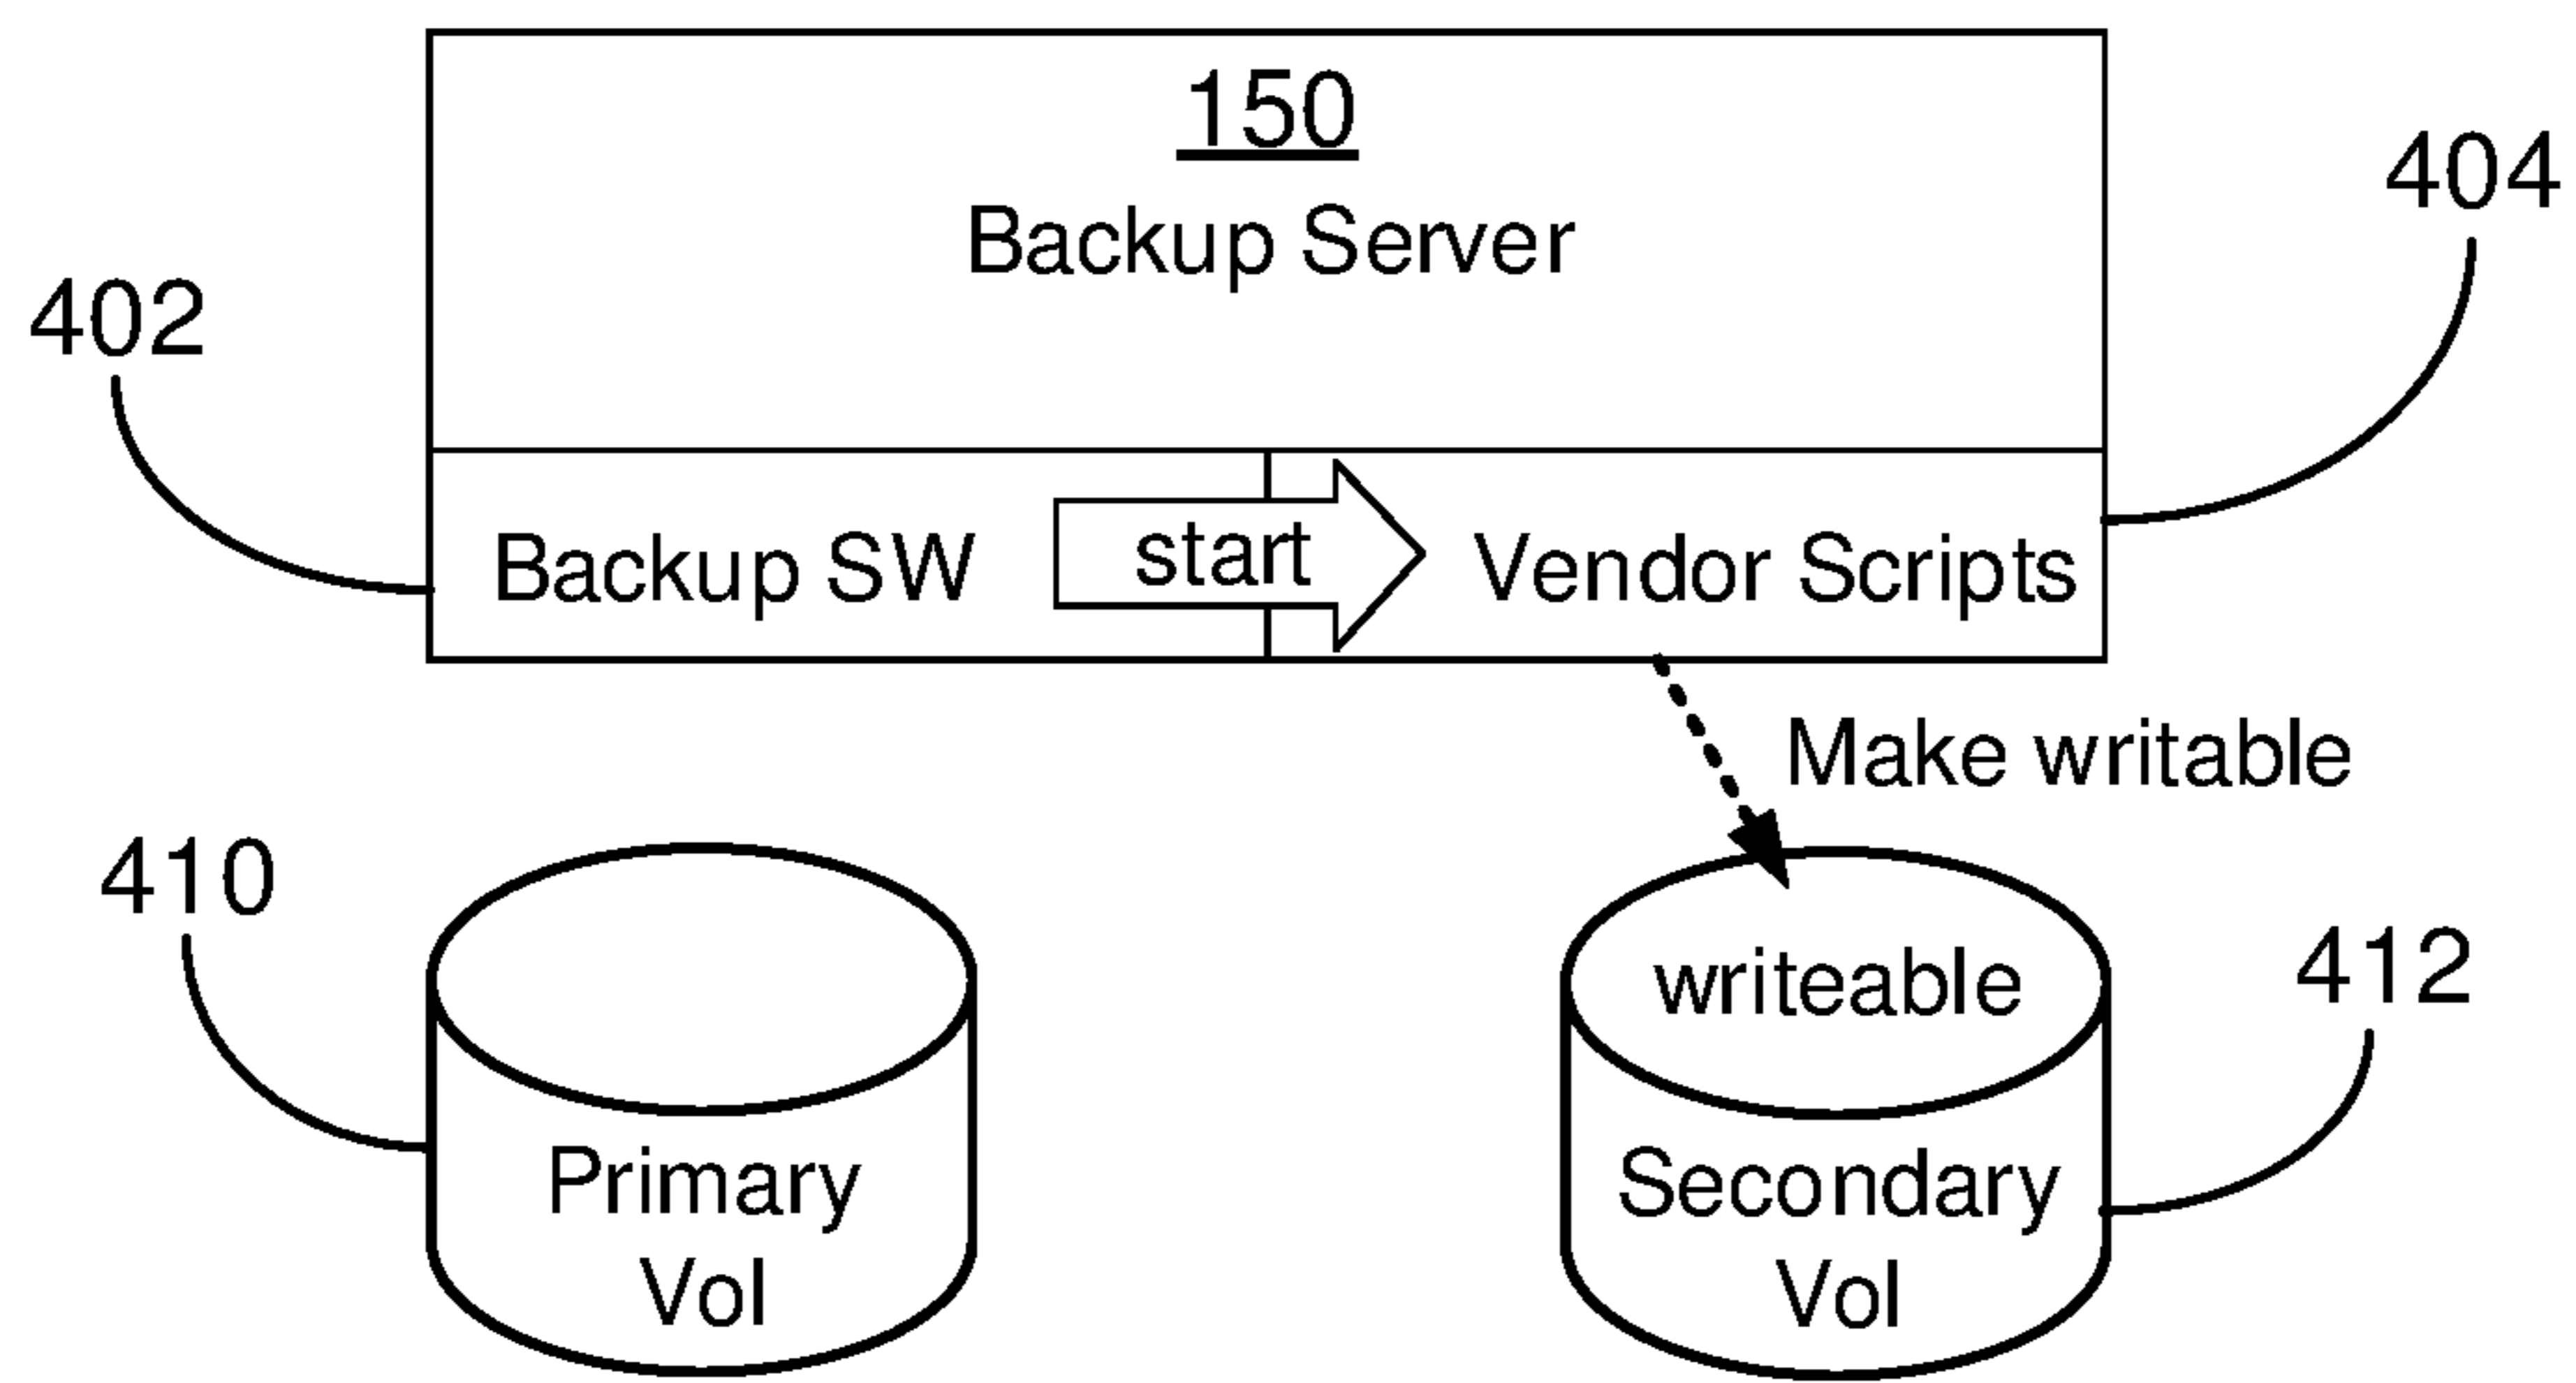 150
Backup Server
404
402
Backup SW
start
Vendor Scripts
Make writable
410
writeable
412
Primary
Vol
Secondary
Vol